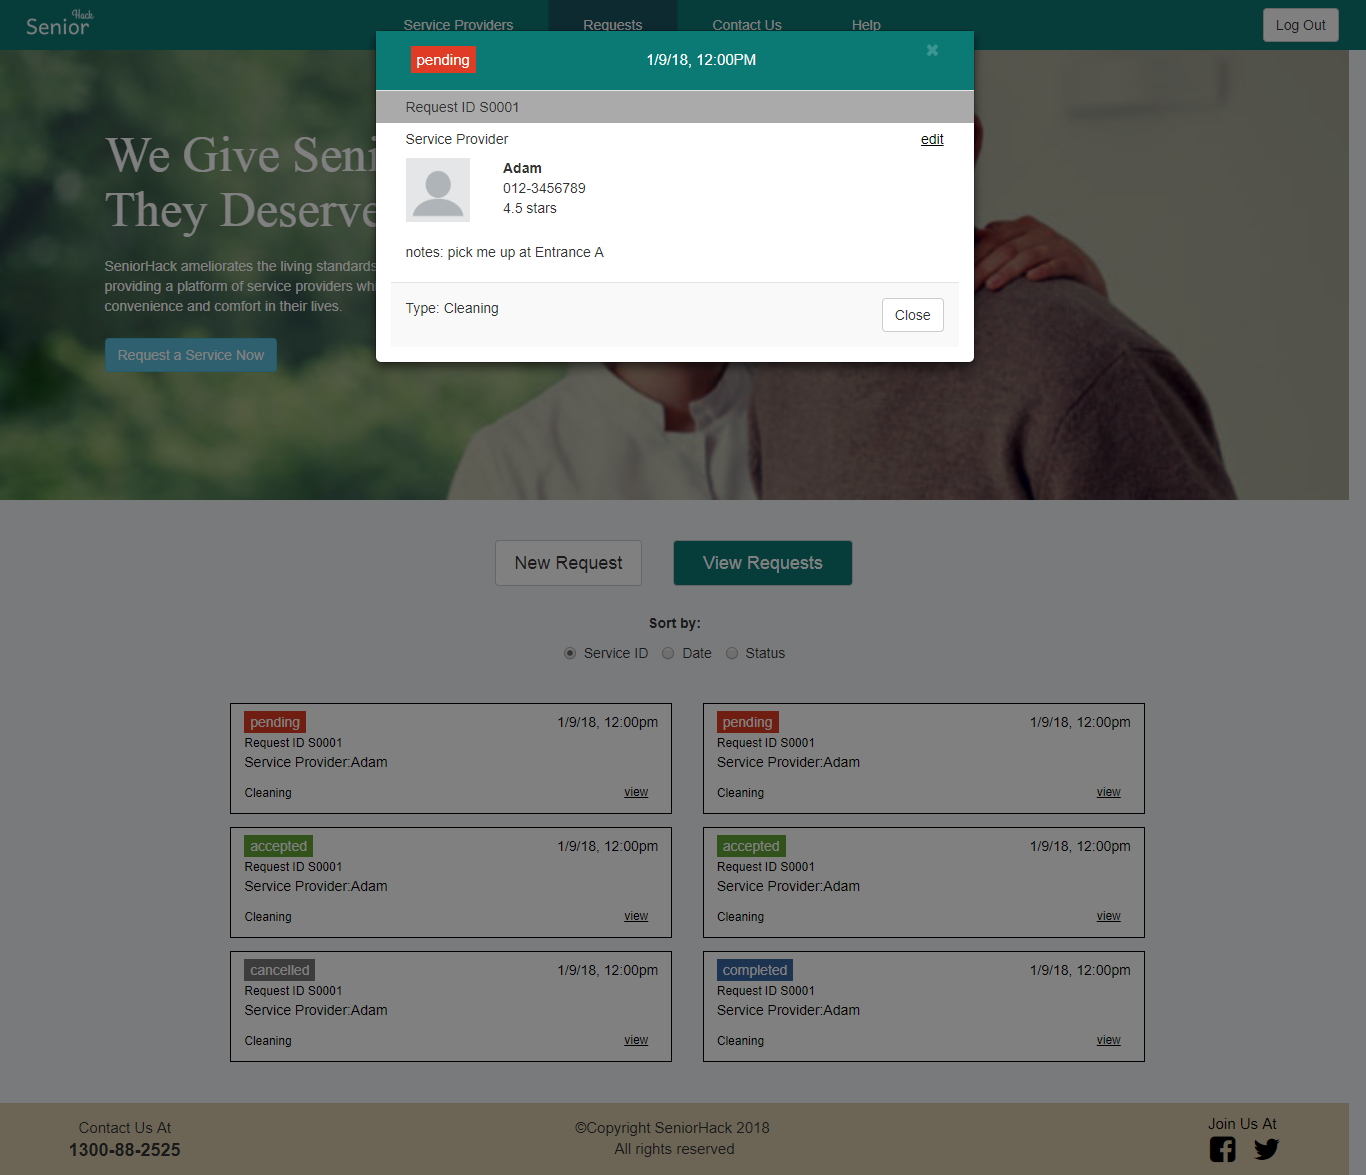 Senior Hack
Service Providers
Requests
Contact Us
Help
Log Out
pending
1/9/18, 12:00PM
×
Request ID S0001
Service Provider
edit
Adam
012-3456789
4.5 stars
notes: pick me up at Entrance A
Type: Cleaning
Close
We Give Seni
They Deserve
SeniorHack ameliorates the living standards
providing a platform of service providers
convenience and comfort in their lives.
Request a Service Now
New Request
View Requests
Sort by:
Service ID
Date
Status
pending
1/9/18, 12:00pm
Request ID S0001
Service Provider:Adam
Cleaning
view
pending
1/9/18, 12:00pm
Request ID S0001
Service Provider:Adam
Cleaning
view
accepted
1/9/18, 12:00pm
Request ID S0001
Service Provider:Adam
Cleaning
view
accepted
1/9/18, 12:00pm
Request ID S0001
Service Provider:Adam
Cleaning
view
cancelled
1/9/18, 12:00pm
Request ID S0001
Service Provider:Adam
Cleaning
view
completed
1/9/18, 12:00pm
Request ID S0001
Service Provider:Adam
Cleaning
view
Contact Us At
1300-88-2525
©Copyright SeniorHack 2018
All rights reserved
Join Us At